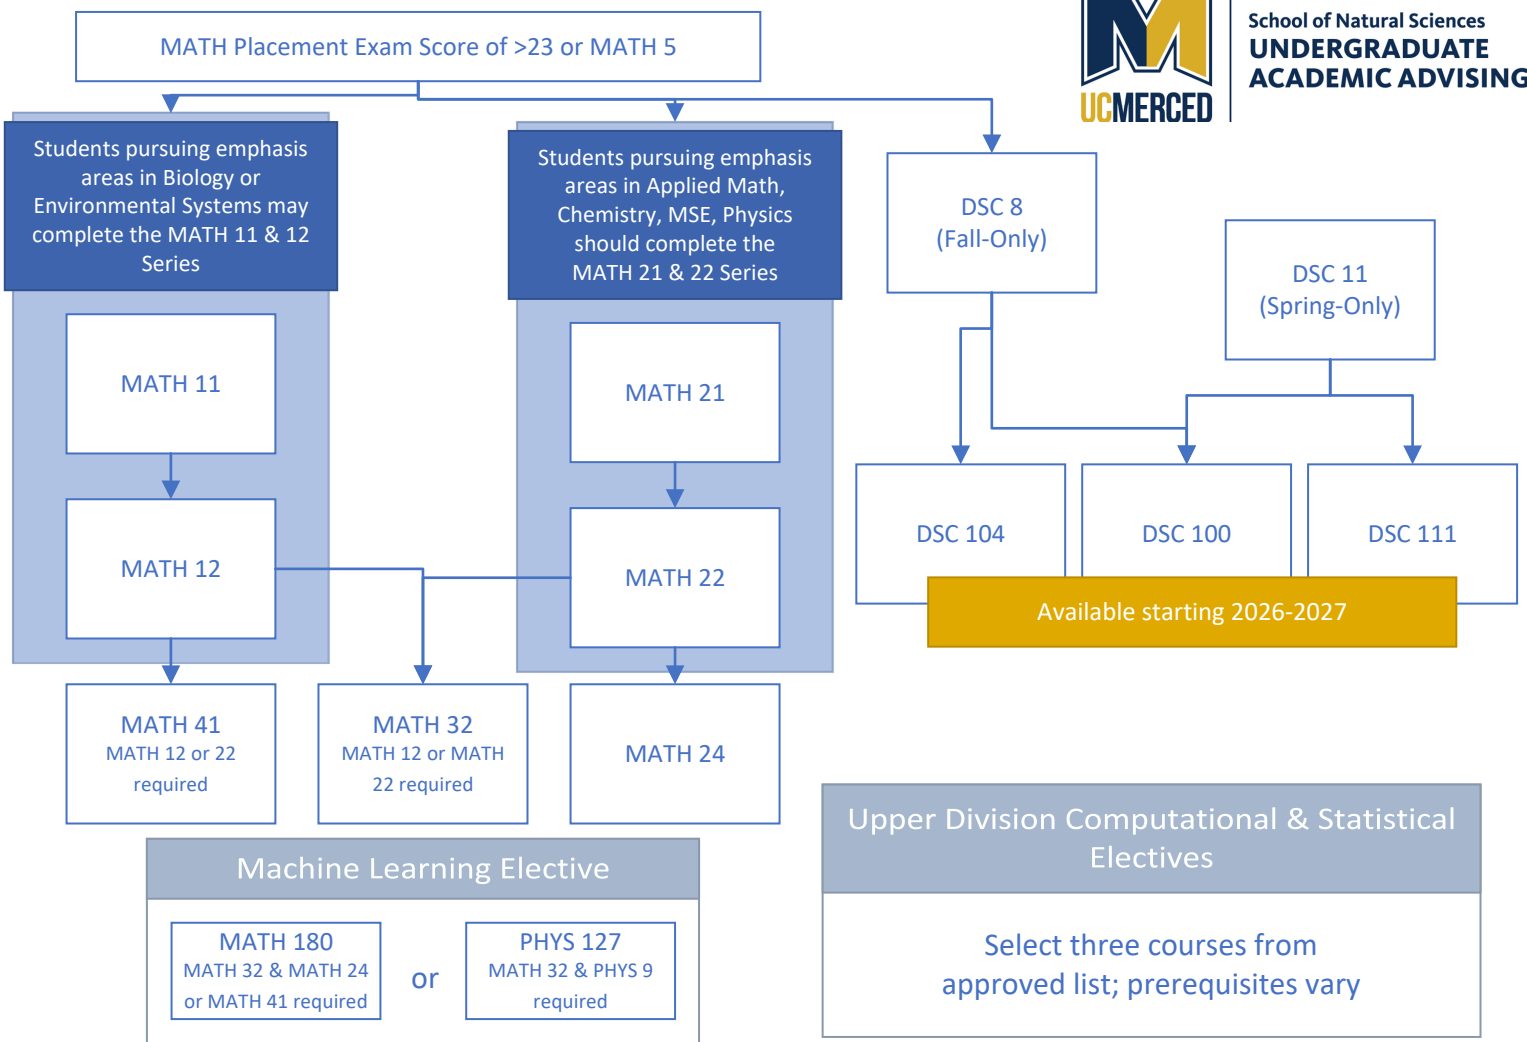 MATH Placement Exam Score of >23 or MATH 5
UCMERCED
School of Natural Sciences
UNDERGRADUATE
ACADEMIC ADVISING
Students pursuing emphasis
areas in Biology or
Environmental Systems may
complete the MATH 11 & 12
Series
Students pursuing emphasis
areas in Applied Math,
Chemistry, MSE, Physics
should complete the
MATH 21 & 22 Series
DSC 8
(Fall-Only)
DSC 11
(Spring-Only)
MATH 11
MATH 21
MATH 12
MATH 22
DSC 104
DSC 100
DSC 111
Available starting 2026-2027
MATH 41
MATH 12 or 22
required
MATH 32
MATH 12 or MATH
22 required
MATH 24
Machine Learning Elective
MATH 180
MATH 32 & MATH 24
or MATH 41 required
or
PHYS 127
MATH 32 & PHYS 9
required
Upper Division Computational & Statistical
Electives
Select three courses from
approved list; prerequisites vary